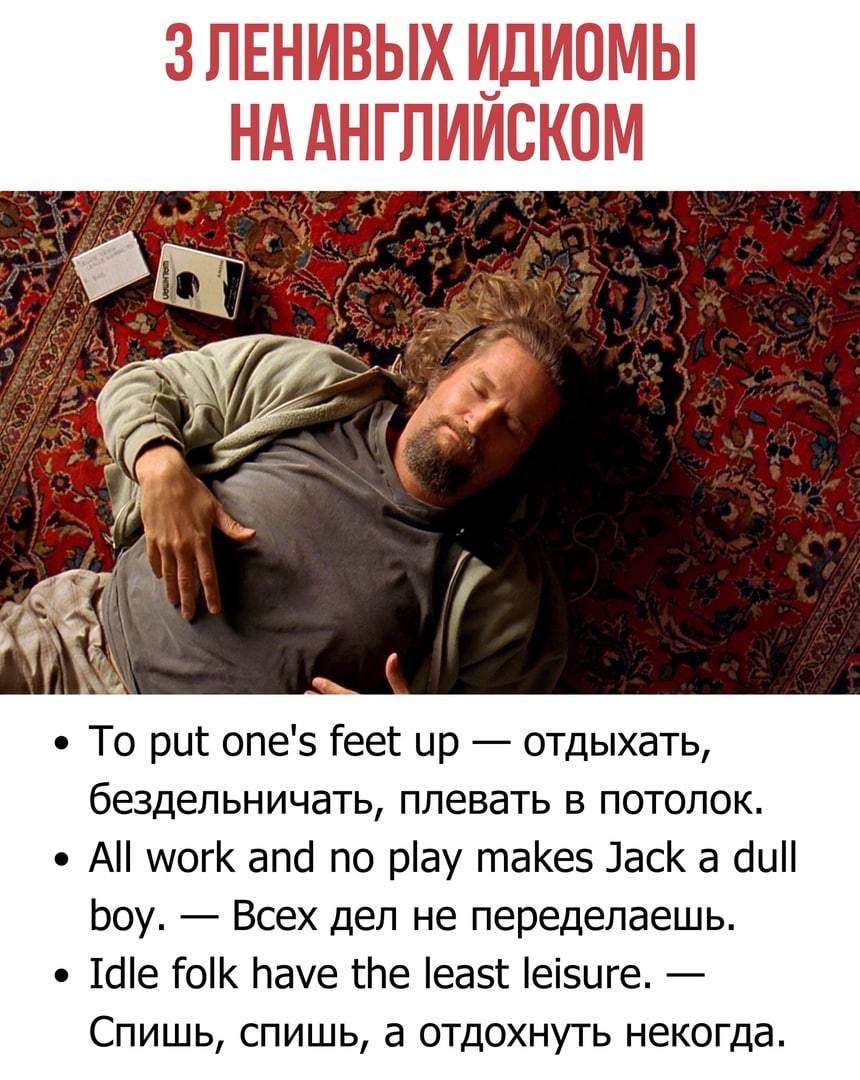 3 ЛЕНИВЫХ ИДИОМЫ
НА АНГЛИЙСКОМ
• To put one's feet up — отдыхать,
бездельничать, плевать в потолок.
• All work and no play makes Jack a dull
boy. — Всех дел не переделаешь.
• Idle folk have the least leisure. —
Спишь, спишь, а отдохнуть некогда.